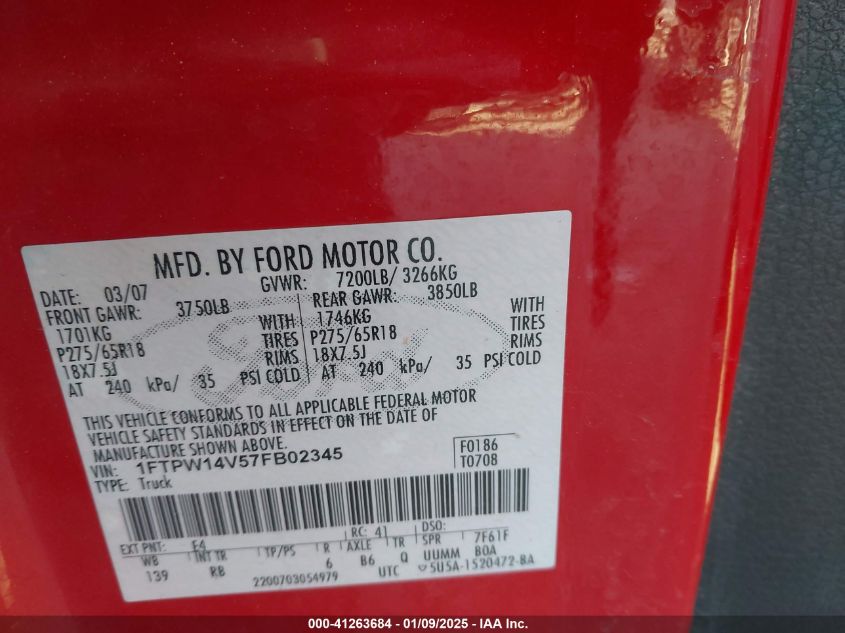 MFD. BY FORD MOTOR CO.
DATE: 03/07 GVWR: 7200LB/ 3266KG
FRONT GAWR: 3750LB REAR GAWR: 3850LB
1701KG WITH 1746KG WITH
P275/65R18 TIRES P275/65R18 TIRES
18X7.5J RIMS 18X7.5J RIMS
AT 240 kPa/ 35 PSI COLD AT 240 kPa/ 35 PSI COLD
THIS VEHICLE CONFORMS TO ALL APPLICABLE FEDERAL MOTOR
VEHICLE SAFETY STANDARDS IN EFFECT ON THE DATE OF
MANUFACTURE SHOWN ABOVE.
VIN: 1FTPW14V57FB02345 F0186
TYPE: Truck T0708
EXT PNT: E4 RC: 41 DSO:
WB INT TR TP/PS R AXLE TR SPR 7F61F
139 RB 6 B6 Q UUMM BOA
2200703054979 UTC 5U5A-1520472-BA
000-41263684 / 01/09/2025 - IAA Inc.